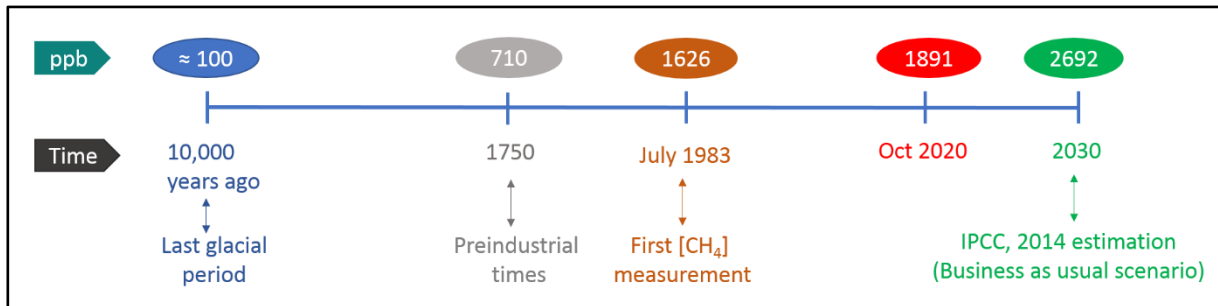 ppb
≈ 100
710
1626
1891
2692
Time
10,000
years ago
1750
July 1983
Oct 2020
2030
Last glacial
period
Preindustrial
times
First [CH₄]
measurement
IPCC, 2014 estimation
(Business as usual scenario)